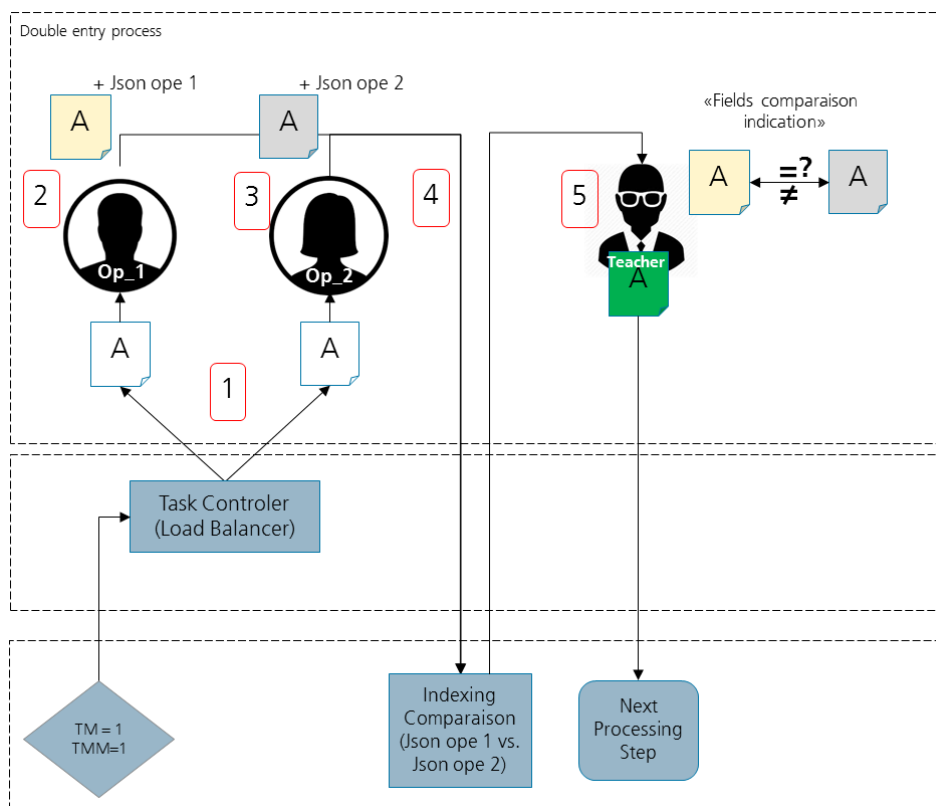 Double entry process
+ Json ope 1
+ Json ope 2
A
A
«Fields comparaison
indication»
2
3
4
5
A
=?
≠
A
Op_1
Op_2
Teacher
A
A
A
1
Task Controler
(Load Balancer)
TM = 1
TMM=1
Indexing
Comparaison
(Json ope 1 vs.
Json ope 2)
Next
Processing
Step